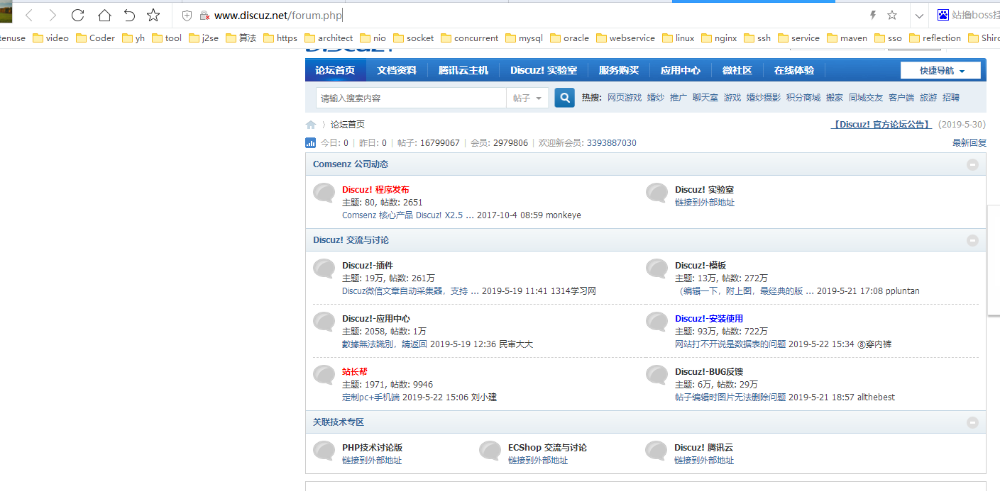 www.discuz.net/forum.php 站撸boss挂
tenuse video Coder yh tool j2se 算法 https architect nio socket concurrent mysql oracle webservice linux nginx ssh service maven sso reflection Shiro
论坛首页 文档资料 腾讯云主机 Discuz! 实验室 服务购买 应用中心 微社区 在线体验 快捷导航
请输入搜索内容 帖子 热搜: 网页游戏 婚纱 推广 聊天室 游戏 婚纱摄影 积分商城 搬家 同城交友 客户端 旅游 招聘
论坛首页 【Discuz! 官方论坛公告】 (2019-5-30)
今日: 0 | 昨日: 0 | 帖子: 16799067 | 会员: 2979806 | 欢迎新会员: 3393887030 最新回复
Comsenz 公司动态
Discuz! 程序发布 Discuz! 实验室
主题: 80, 帖数: 2651 链接到外部地址
Comsenz 核心产品 Discuz! X2.5 ... 2017-10-4 08:59 monkeye
Discuz! 交流与讨论
Discuz!-插件 Discuz!-模板
主题: 19万, 帖数: 261万 主题: 13万, 帖数: 272万
Discuz微信文章自动采集器，支持 ... 2019-5-19 11:41 1314学习网 （编辑一下，附上图，最经典的版 ... 2019-5-21 17:08 ppluntan
Discuz!-应用中心 Discuz!-安装使用
主题: 2058, 帖数: 1万 主题: 93万, 帖数: 722万
數據無法識別，請返回 2019-5-19 12:36 民审大大 网站打不开说是数据表的问题 2019-5-22 15:34 ⑧穿内裤
站长帮 Discuz!-BUG反馈
主题: 1971, 帖数: 9946 主题: 6万, 帖数: 29万
定制pc+手机端 2019-5-22 15:06 刘小建 帖子编辑时图片无法删除问题 2019-5-21 18:57 allthebest
关联技术专区
PHP技术讨论版 ECShop 交流与讨论 Discuz! 腾讯云
链接到外部地址 链接到外部地址 链接到外部地址